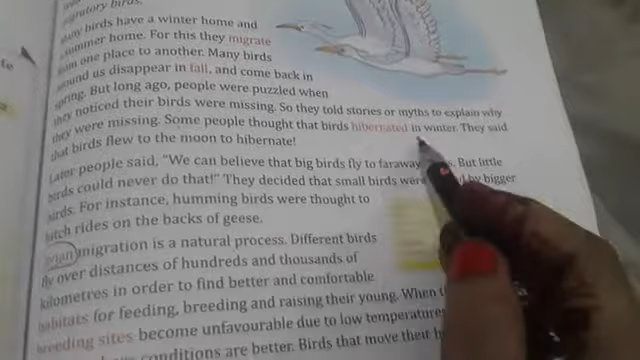 migratory birds.
birds have a winter home and
summer home. For this they migrate
from one place to another. Many birds
around us disappear in fall, and come back in
spring. But long ago, people were puzzled when
they noticed their birds were missing. So they told stories or myths to explain why
they were missing. Some people thought that birds hibernated in winter. They said
that birds flew to the moon to hibernate!
Later people said, "We can believe that big birds fly to faraway But little
birds could never do that!" They decided that small birds were by bigger
birds. For instance, humming birds were thought to
hitch rides on the backs of geese.
migration is a natural process. Different birds
fly over distances of hundreds and thousands of
kilometres in order to find better and comfortable
habitats for feeding, breeding and raising their young. When
breeding sites become unfavourable due to low temperatures
conditions are better. Birds that move their
te